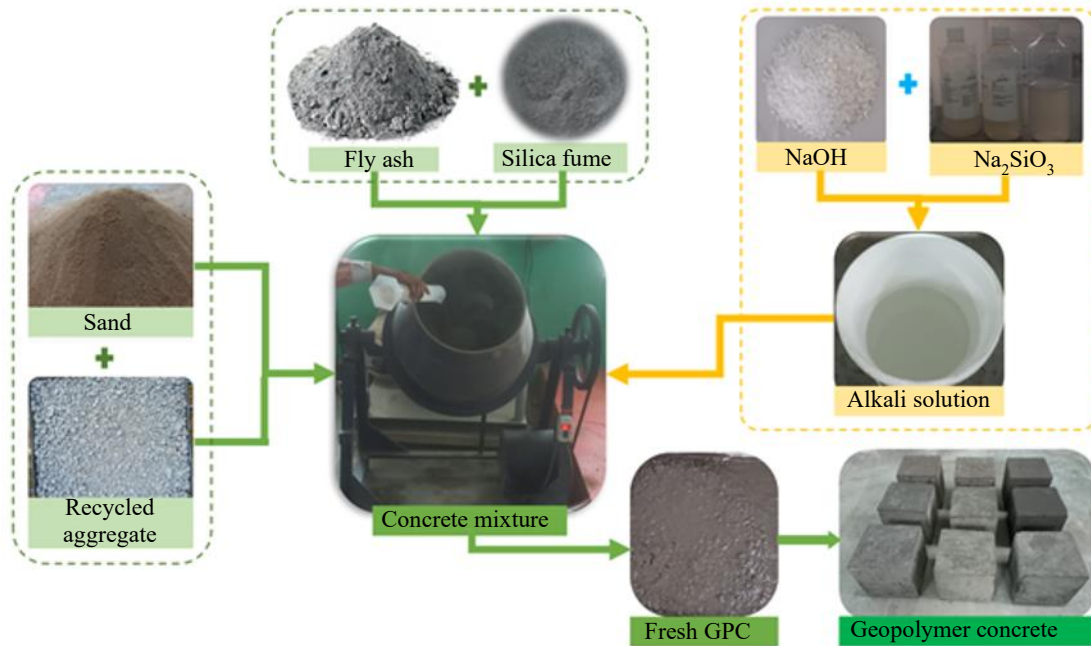 Fly ash
Silica fume
NaOH
Na₂SiO₃
Sand
Alkali solution
Recycled
aggregate
Concrete mixture
Fresh GPC
Geopolymer concrete